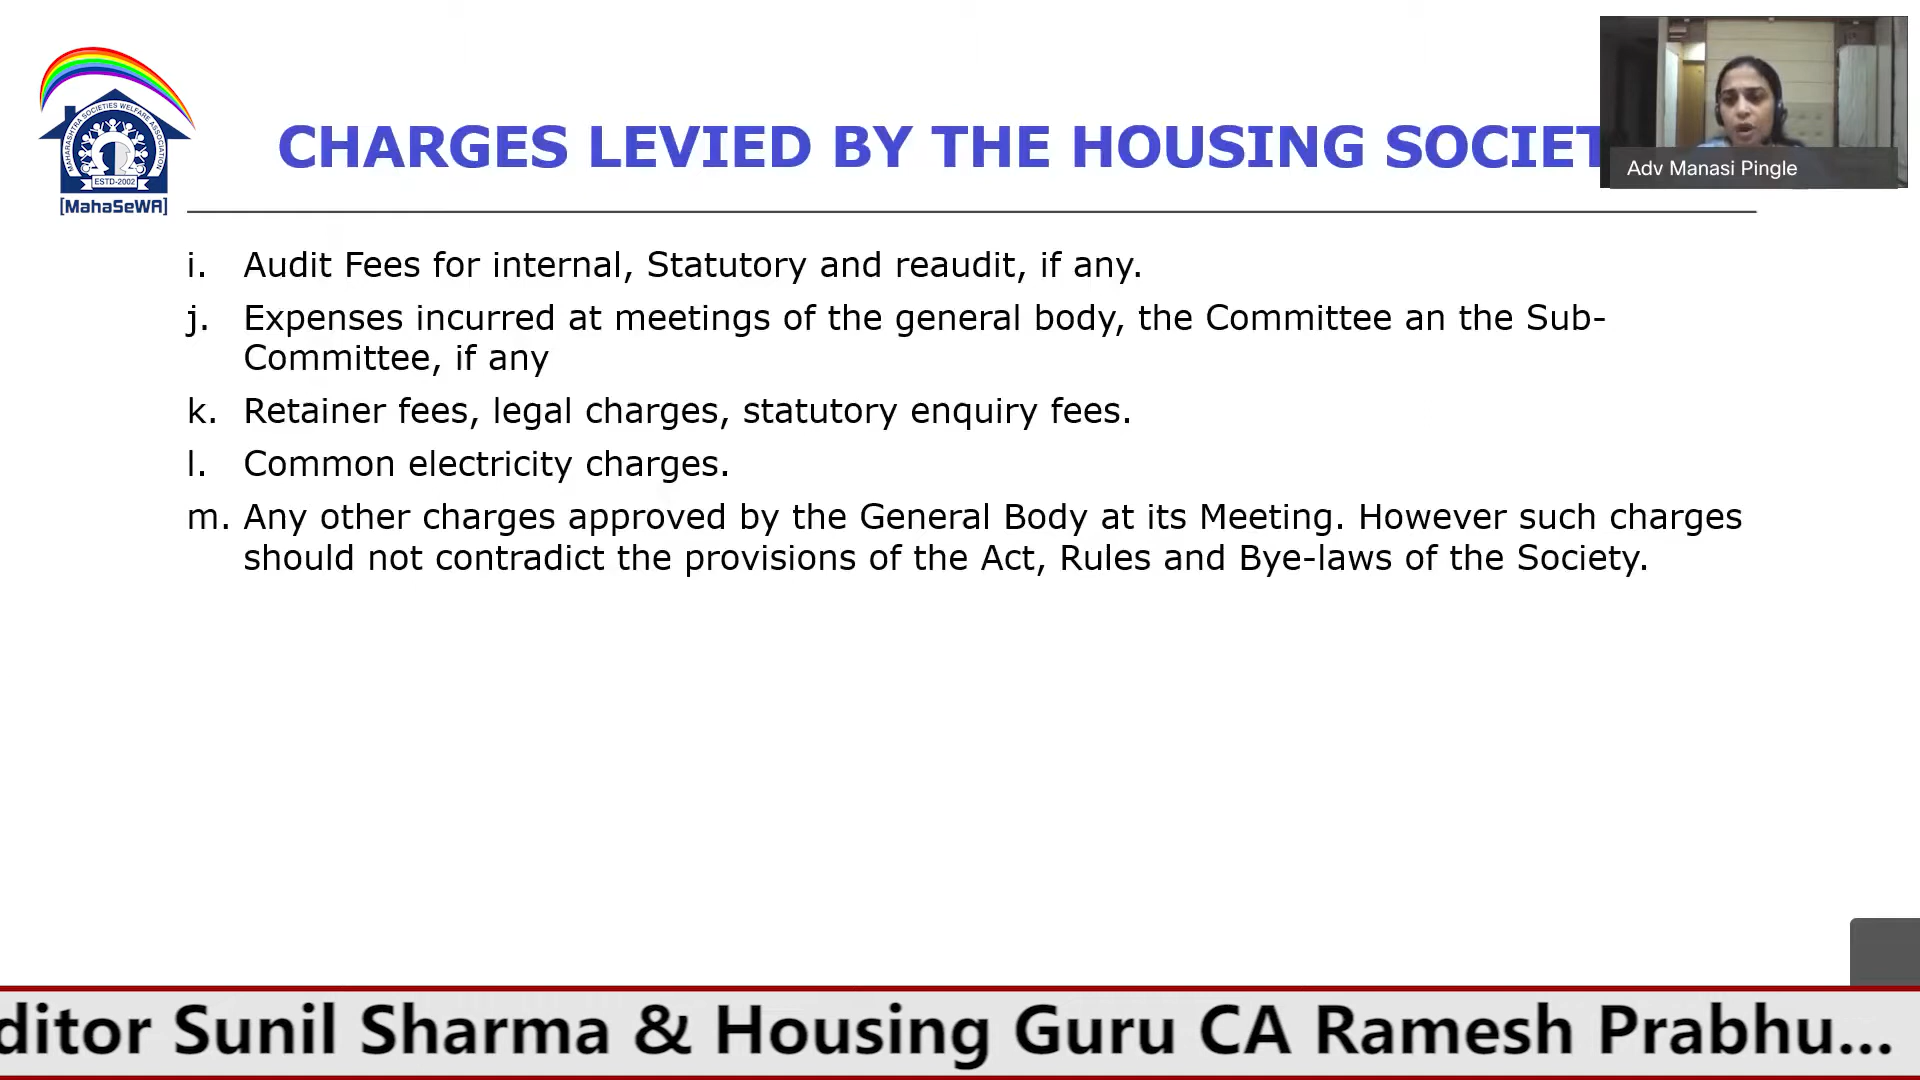 MAHARASHTRA SOCIETIES WELFARE ASSOCIATION
ESTD-2002
[MahaSeWA]
CHARGES LEVIED BY THE HOUSING SOCIET
Adv Manasi Pingle
i. Audit Fees for internal, Statutory and reaudit, if any.
j. Expenses incurred at meetings of the general body, the Committee an the Sub-
Committee, if any
k. Retainer fees, legal charges, statutory enquiry fees.
l. Common electricity charges.
m. Any other charges approved by the General Body at its Meeting. However such charges
should not contradict the provisions of the Act, Rules and Bye-laws of the Society.
ditor Sunil Sharma & Housing Guru CA Ramesh Prabhu...